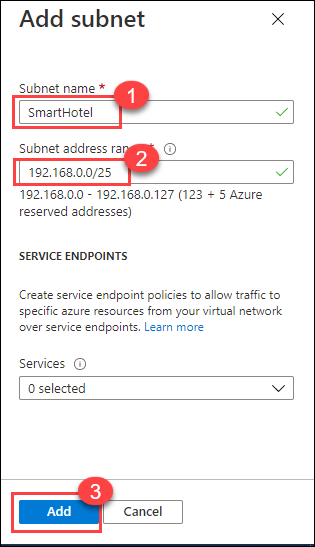 Add subnet
Subnet name *
1
SmartHotel
Subnet address ran *
2
192.168.0.0/25
192.168.0.0 - 192.168.0.127 (123 + 5 Azure
reserved addresses)
SERVICE ENDPOINTS
Create service endpoint policies to allow traffic to
specific azure resources from your virtual network
over service endpoints. Learn more
Services
0 selected
3
Add Cancel